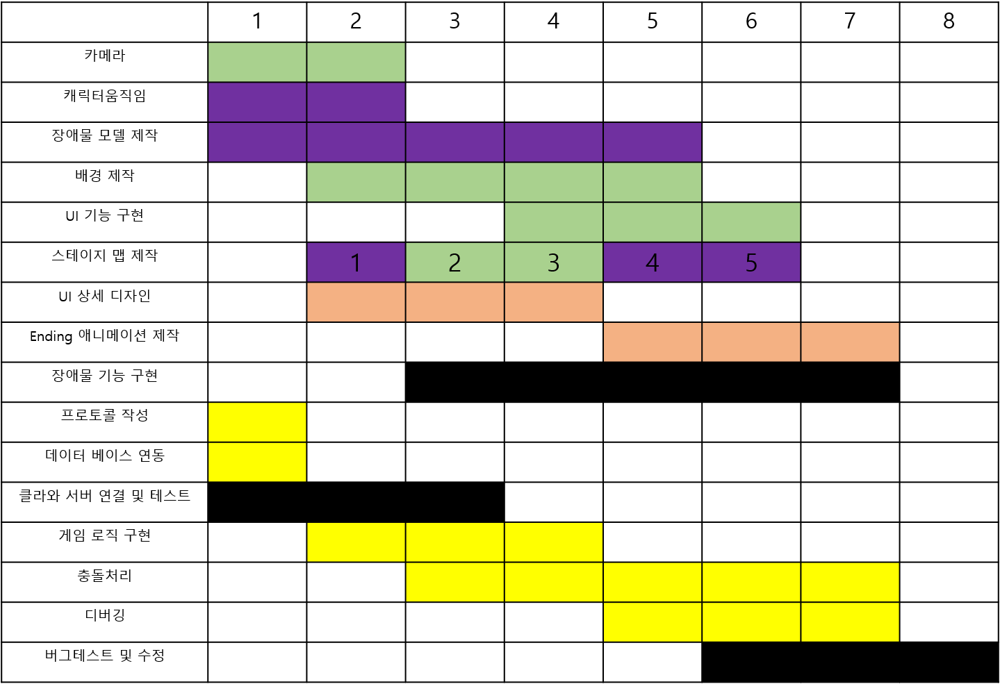 1 2 3 4 5 6 7 8
카메라
캐릭터움직임
장애물 모델 제작
배경 제작
UI 기능 구현
스테이지 맵 제작 1 2 3 4 5
UI 상세 디자인
Ending 애니메이션 제작
장애물 기능 구현
프로토콜 작성
데이터 베이스 연동
클라와 서버 연결 및 테스트
게임 로직 구현
충돌처리
디버깅
버그테스트 및 수정